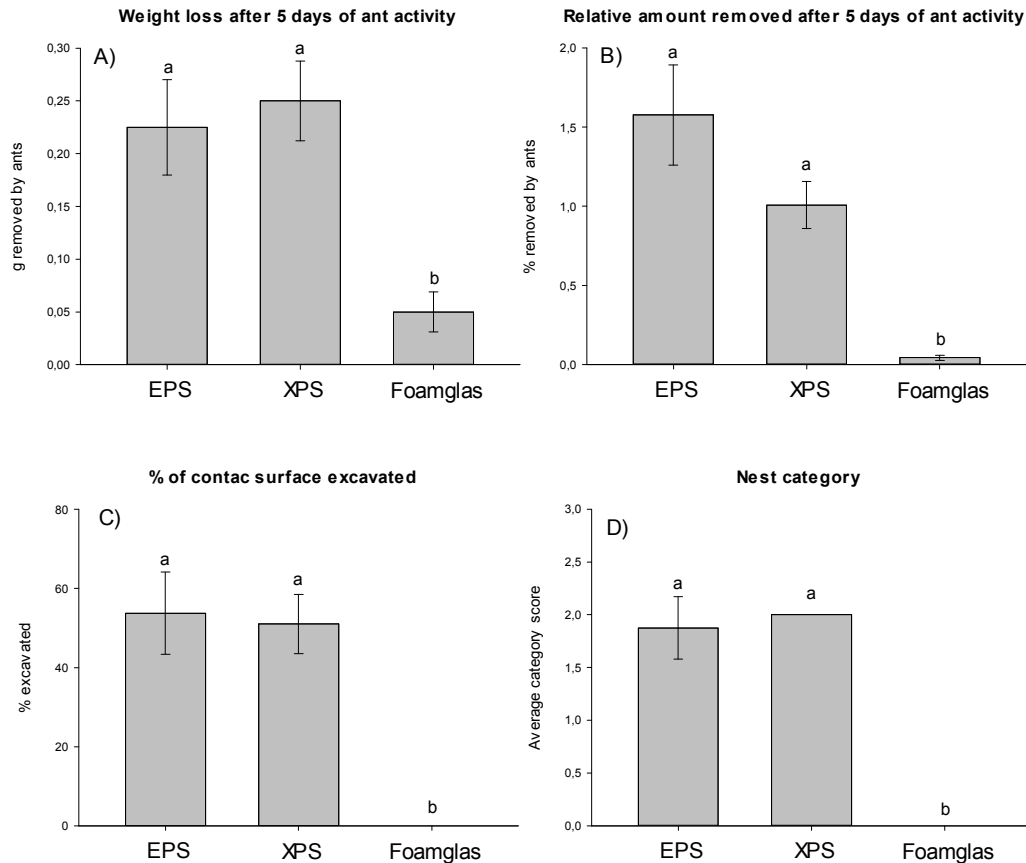 Weight loss after 5 days of ant activity
A)
g removed by ants
0,30
0,25
0,20
0,15
0,10
0,05
0,00
a
a
b
EPS XPS Foamglas
Relative amount removed after 5 days of ant activity
B)
% removed by ants
2,0
1,5
1,0
0,5
0,0
a
a
b
EPS XPS Foamglas
% of contac surface excavated
C)
% excavated
80
60
40
20
0
a
a
b
EPS XPS Foamglas
Nest category
D)
Average category score
3,0
2,5
2,0
1,5
1,0
0,5
0,0
a
a
b
EPS XPS Foamglas